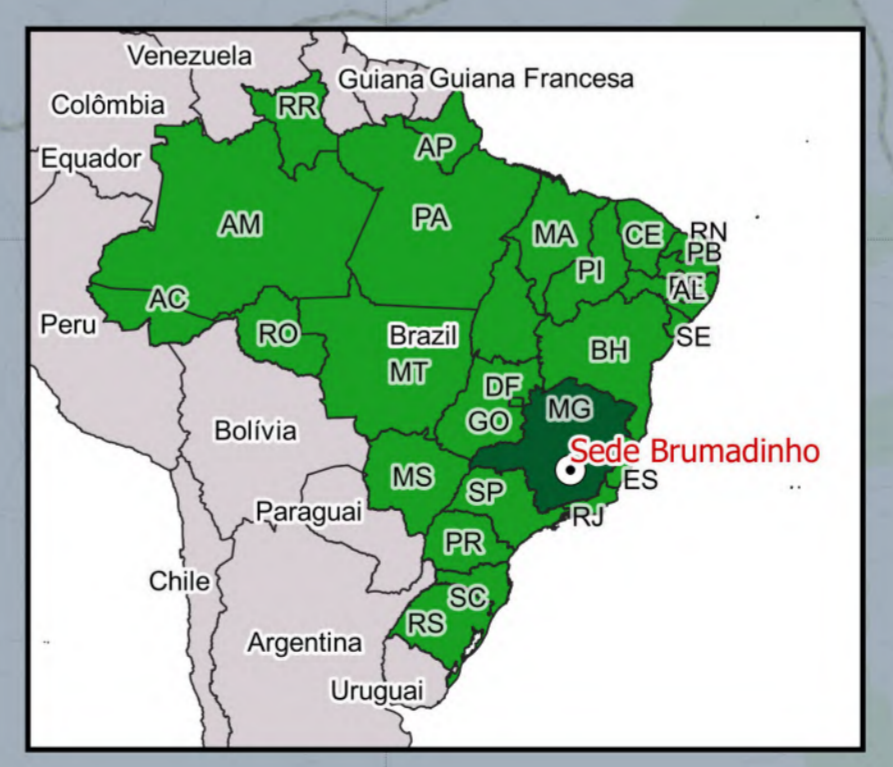 Venezuela
Guiana Guiana Francesa
Colômbia
RR
Equador
AP
AM
PA
MA
CE
RN
PB
PI
AL
AC
Peru
RO
Brazil
SE
MT
BH
DF
MG
GO
Bolívia
Sede Brumadinho
MS
SP
ES
Paraguai
RJ
PR
Chile
SC
RS
Argentina
Uruguai